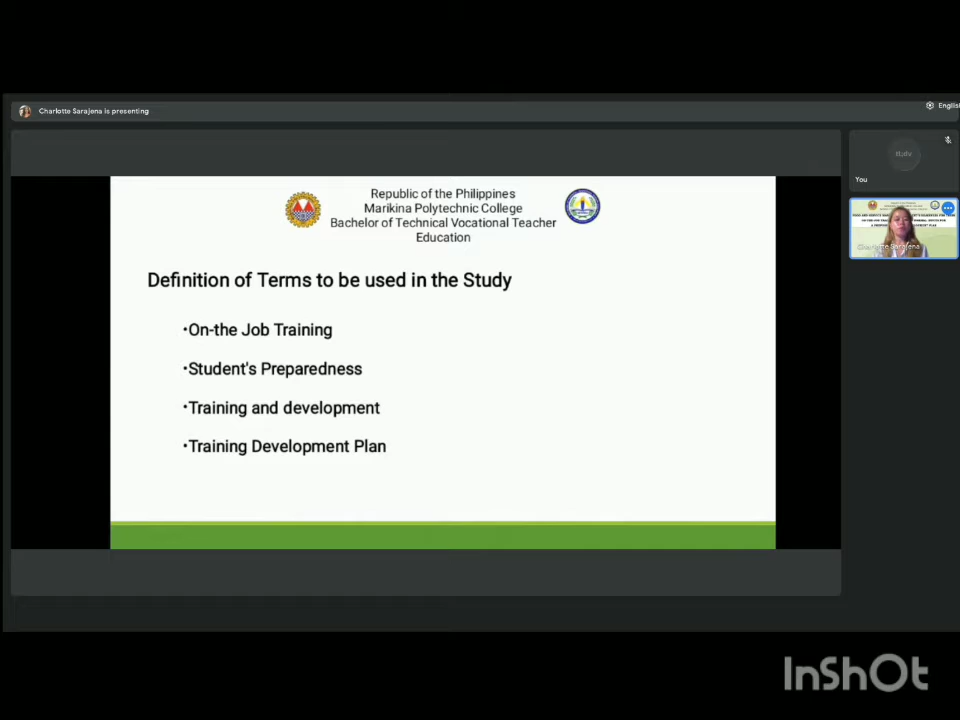 Charlotte Sarajena is presenting
English
You
Republic of the Philippines
Marikina Polytechnic College
Bachelor of Technical Vocational Teacher
Education
Definition of Terms to be used in the Study
•On-the Job Training
•Student's Preparedness
•Training and development
•Training Development Plan
Charlotte Sarajena
InShOt